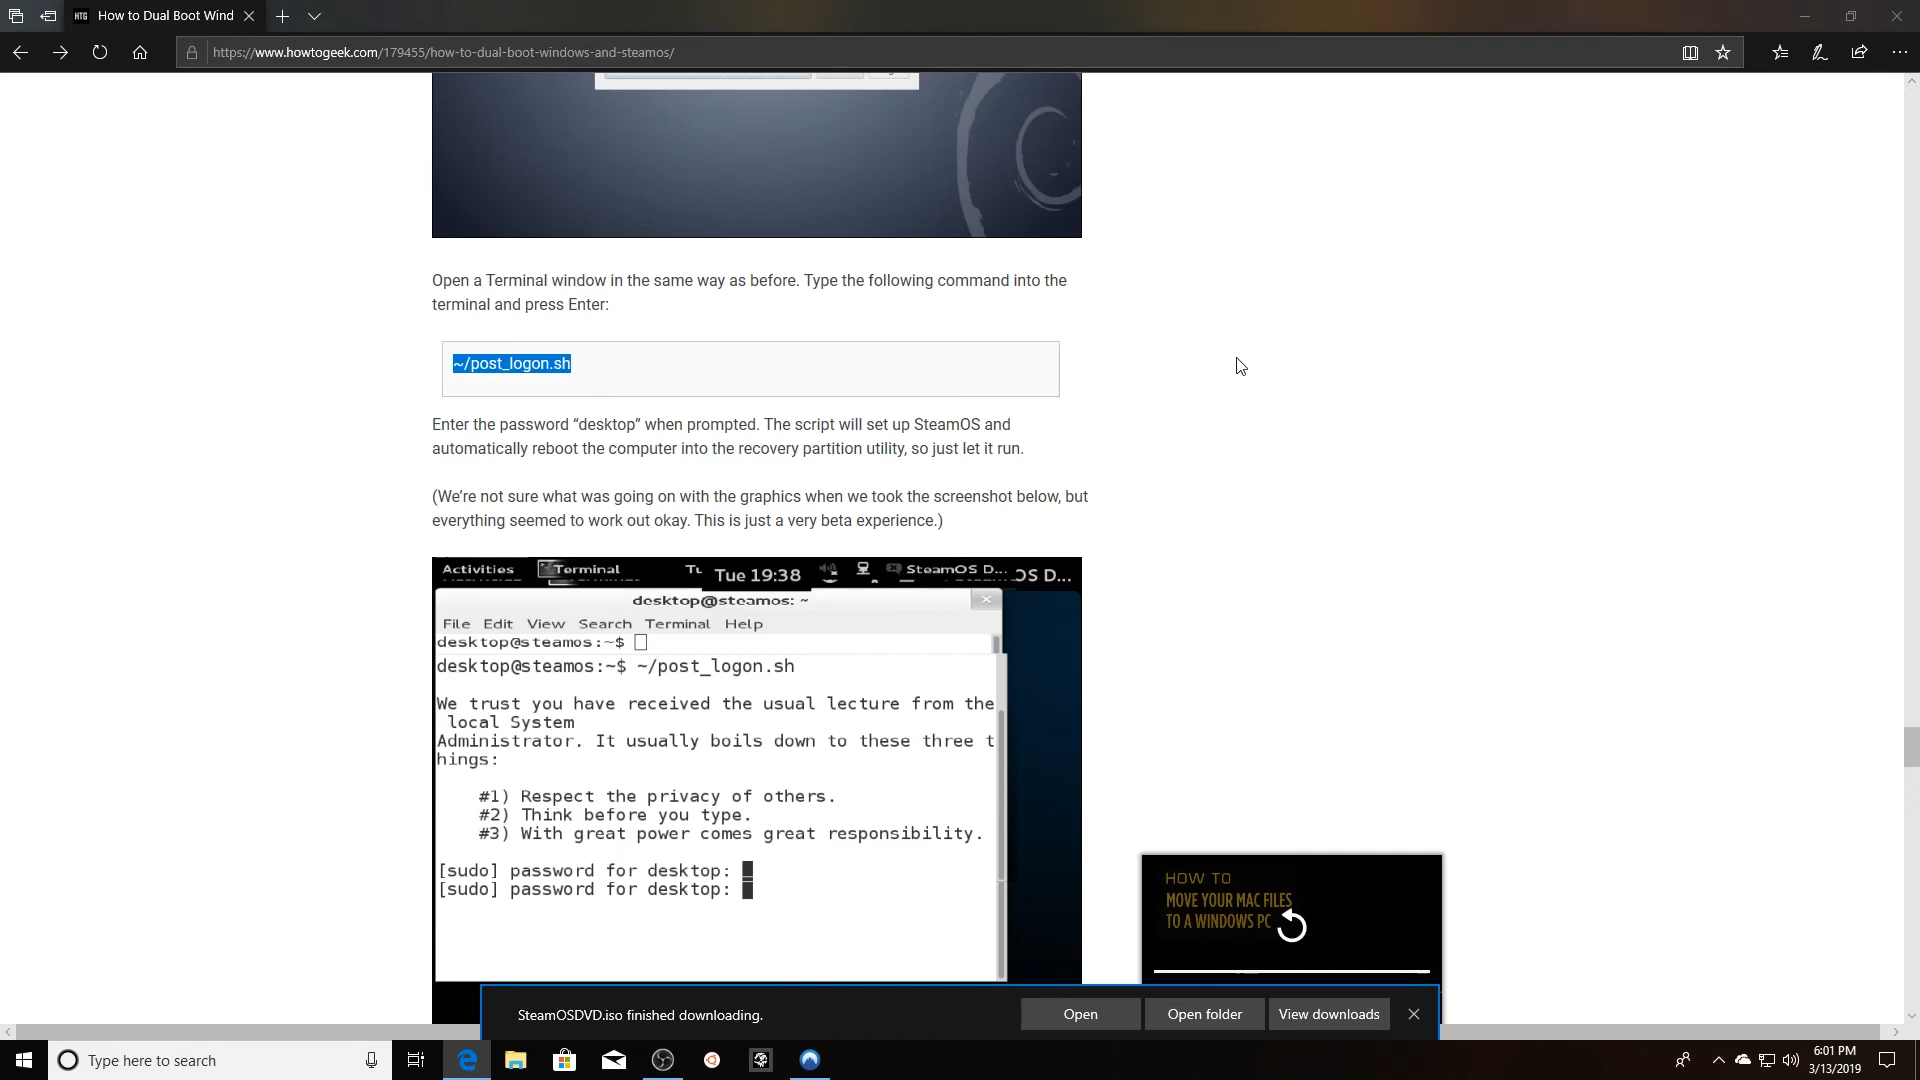 HTG How to Dual Boot Wind
https://www.howtogeek.com/179455/how-to-dual-boot-windows-and-steamos/
Open a Terminal window in the same way as before. Type the following command into the
terminal and press Enter:
~/post_logon.sh
Enter the password “desktop” when prompted. The script will set up SteamOS and
automatically reboot the computer into the recovery partition utility, so just let it run.
(We’re not sure what was going on with the graphics when we took the screenshot below, but
everything seemed to work out okay. This is just a very beta experience.)
Activities Terminal Tu Tue 19:38 SteamOS D... OS D...
desktop@steamos: ~
File Edit View Search Terminal Help
desktop@steamos:~$
desktop@steamos:~$ ~/post_logon.sh
We trust you have received the usual lecture from the
local System
Administrator. It usually boils down to these three t
hings:
#1) Respect the privacy of others.
#2) Think before you type.
#3) With great power comes great responsibility.
[sudo] password for desktop:
[sudo] password for desktop:
HOW TO
MOVE YOUR MAC FILES
TO A WINDOWS PC
SteamOSDVD.iso finished downloading. Open Open folder View downloads
Type here to search
6:01 PM
3/13/2019